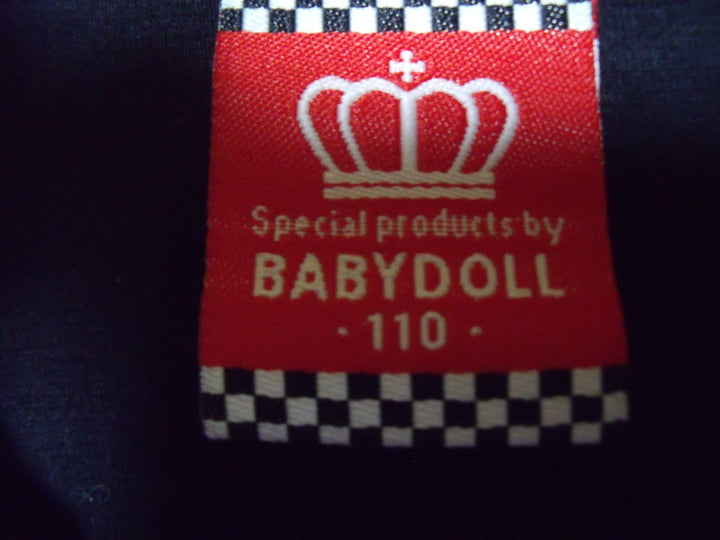 Special products by
BABYDOLL
· 110 ·